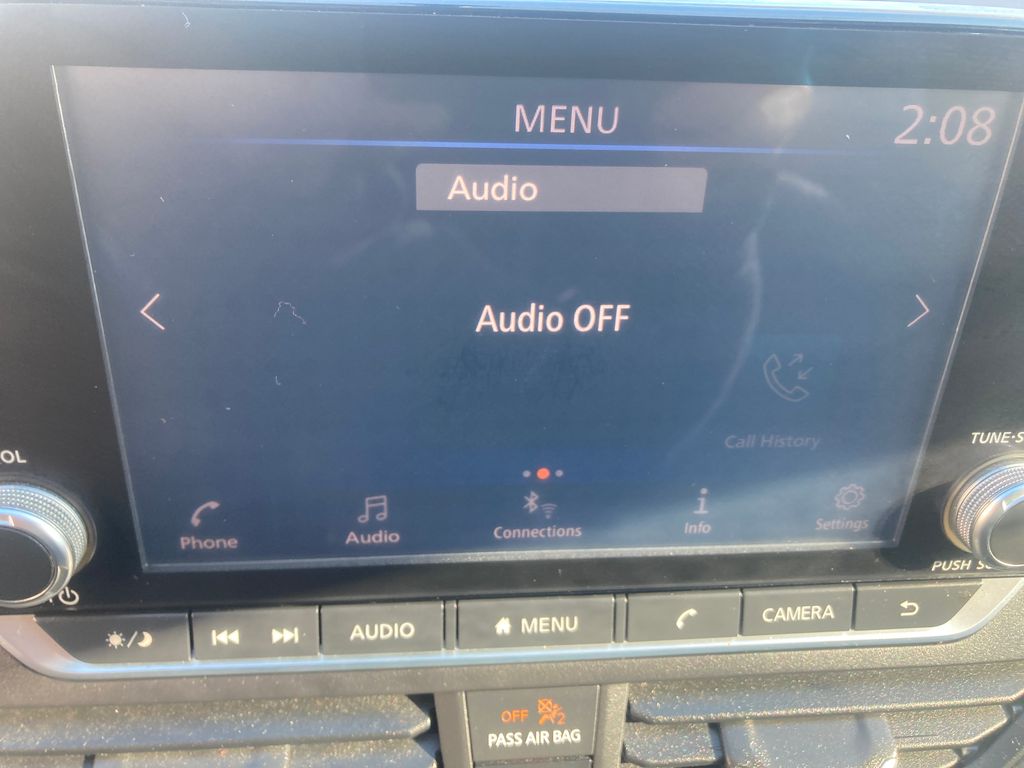 MENU
2:08
Audio
Audio OFF
Call History
Phone
Audio
Connections
Info
Settings
OL
TUNE·S
PUSH S
AUDIO
MENU
CAMERA
OFF
2
PASS AIR BAG